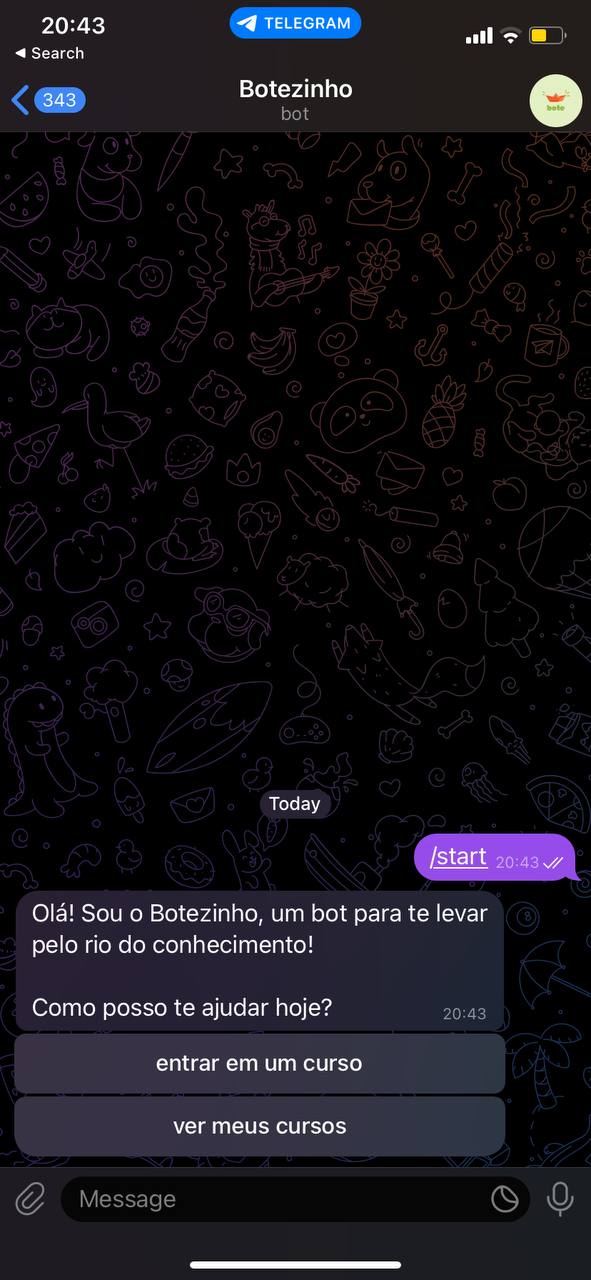 20:43
TELEGRAM
Search
343
Botezinho
bot
bote
Today
/start 20:43
Olá! Sou o Botezinho, um bot para te levar
pelo rio do conhecimento!
Como posso te ajudar hoje?
20:43
entrar em um curso
ver meus cursos
Message